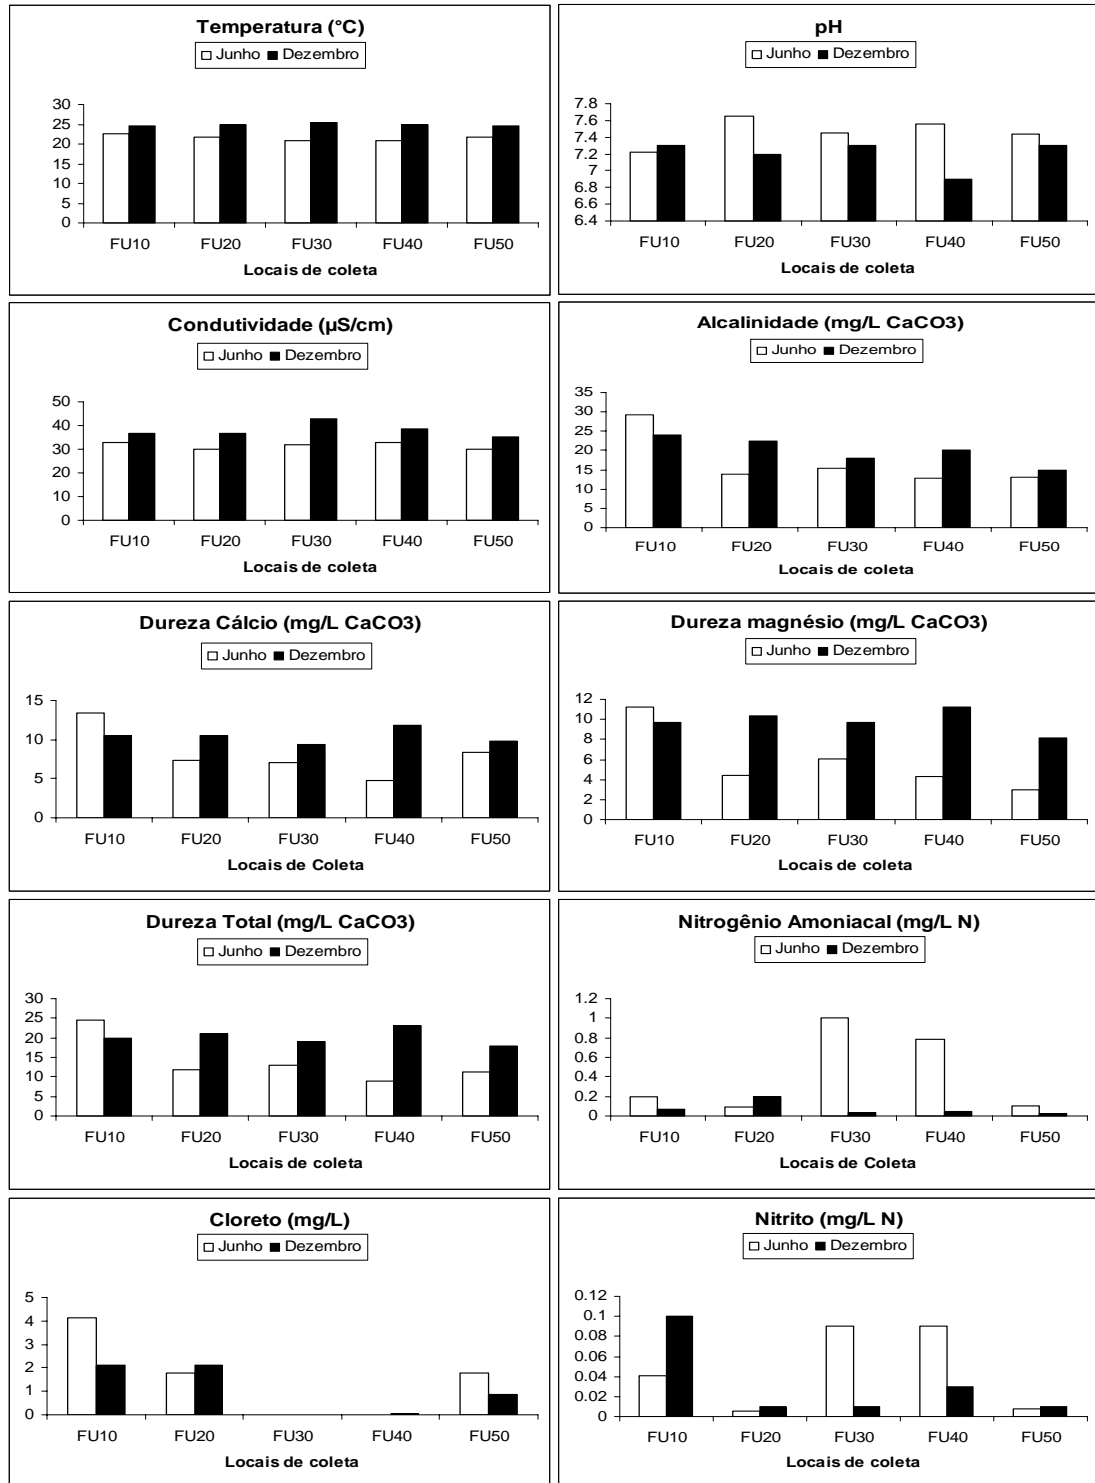 Temperatura (°C)
Junho Dezembro
30
25
20
15
10
5
0
FU10 FU20 FU30 FU40 FU50
Locais de coleta
pH
Junho Dezembro
7.8
7.6
7.4
7.2
7
6.8
6.6
6.4
FU10 FU20 FU30 FU40 FU50
Locais de coleta
Condutividade (µS/cm)
Junho Dezembro
50
40
30
20
10
0
FU10 FU20 FU30 FU40 FU50
Locais de coleta
Alcalinidade (mg/L CaCO3)
Junho Dezembro
35
30
25
20
15
10
5
0
FU10 FU20 FU30 FU40 FU50
Locais de coleta
Dureza Cálcio (mg/L CaCO3)
Junho Dezembro
15
10
5
0
FU10 FU20 FU30 FU40 FU50
Locais de Coleta
Dureza magnésio (mg/L CaCO3)
Junho Dezembro
12
10
8
6
4
2
0
FU10 FU20 FU30 FU40 FU50
Locais de coleta
Dureza Total (mg/L CaCO3)
Junho Dezembro
30
25
20
15
10
5
0
FU10 FU20 FU30 FU40 FU50
Locais de coleta
Nitrogênio Amoniacal (mg/L N)
Junho Dezembro
1.2
1
0.8
0.6
0.4
0.2
0
FU10 FU20 FU30 FU40 FU50
Locais de Coleta
Cloreto (mg/L)
Junho Dezembro
5
4
3
2
1
0
FU10 FU20 FU30 FU40 FU50
Locais de coleta
Nitrito (mg/L N)
Junho Dezembro
0.12
0.1
0.08
0.06
0.04
0.02
0
FU10 FU20 FU30 FU40 FU50
Locais de coleta